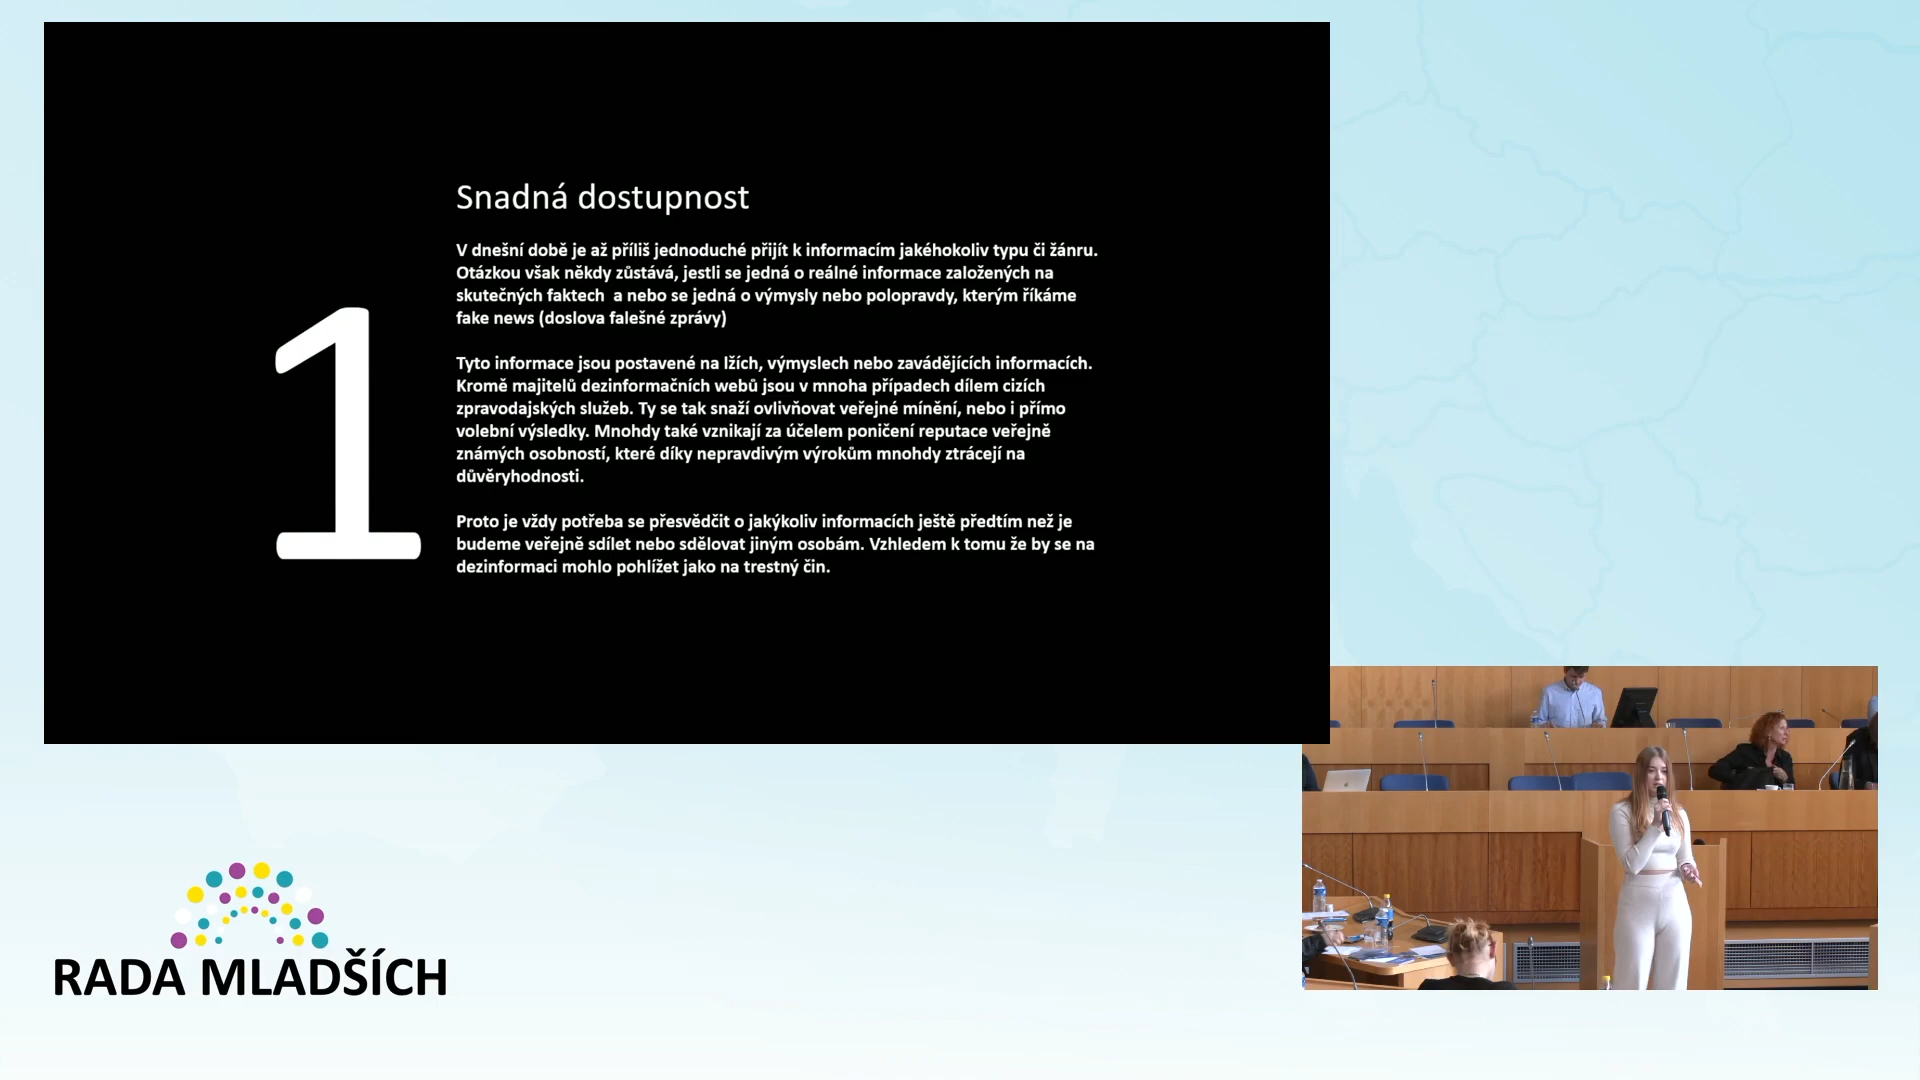 Snadná dostupnost
V dnešní době je až příliš jednoduché přijít k informacím jakéhokoliv typu či žánru.
Otázkou však někdy zůstává, jestli se jedná o reálné informace založených na
skutečných faktech  a nebo se jedná o výmysly nebo polopravdy, kterým říkáme
fake news (doslova falešné zprávy)
1
Tyto informace jsou postavené na lžích, výmyslech nebo zavádějících informacích.
Kromě majitelů dezinformačních webů jsou v mnoha případech dílem cizích
zpravodajských služeb. Ty se tak snaží ovlivňovat veřejné mínění, nebo i přímo
volební výsledky. Mnohdy také vznikají za účelem poničení reputace veřejně
známých osobností, které díky nepravdivým výrokům mnohdy ztrácejí na
důvěryhodnosti.
Proto je vždy potřeba se přesvědčit o jakýkoliv informacích ještě předtím než je
budeme veřejně sdílet nebo sdělovat jiným osobám. Vzhledem k tomu že by se na
dezinformaci mohlo pohlížet jako na trestný čin.
RADA MLADŠÍCH